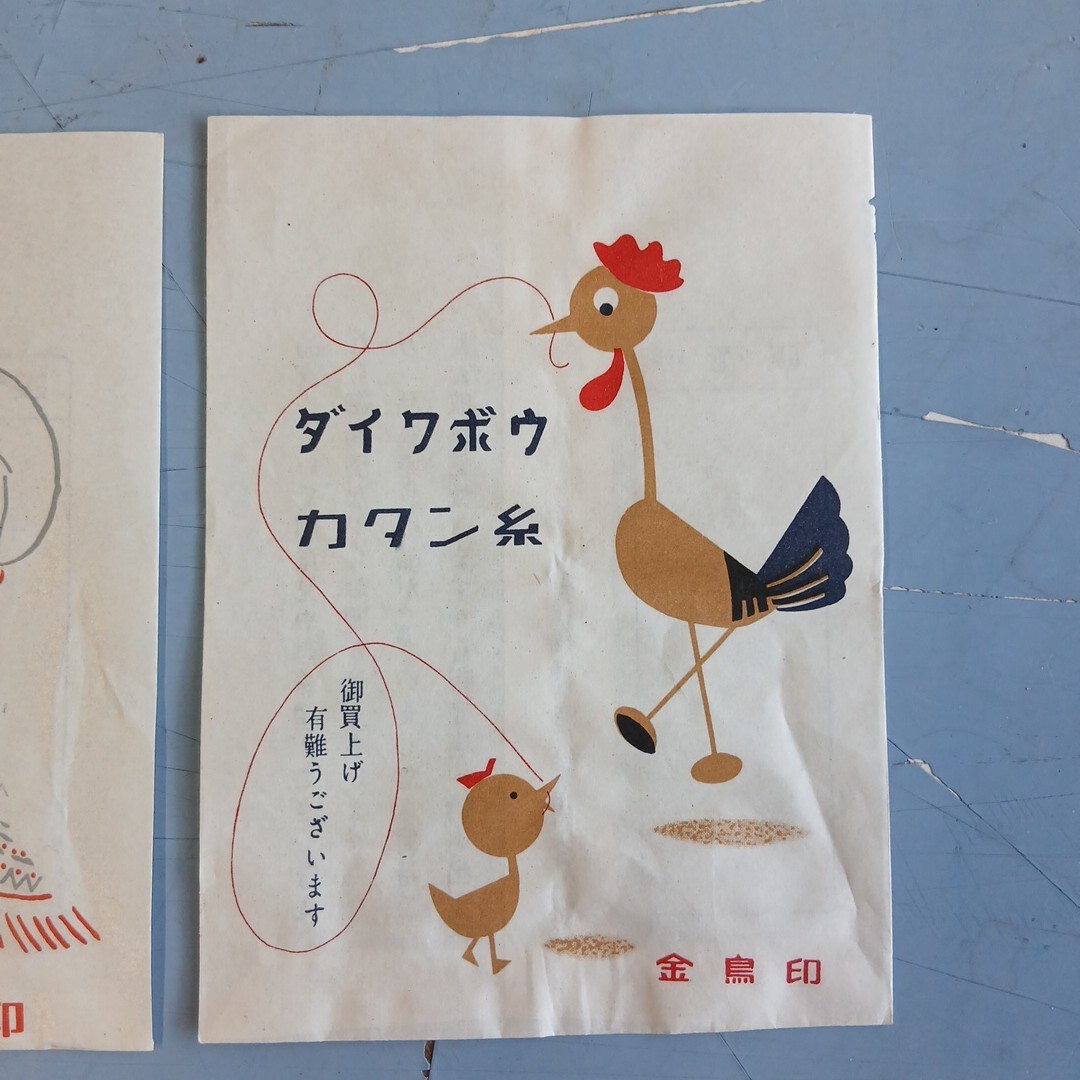 ダイワボウ
カタン糸
御買上げ
有難うございます
金鳥印
印